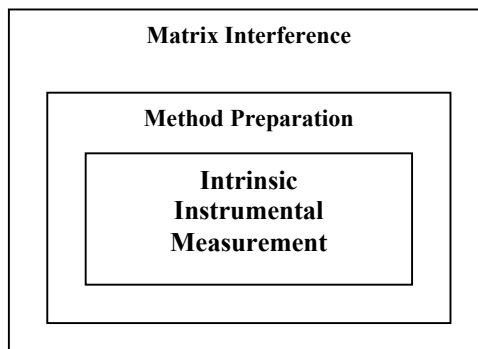 Matrix Interference
Method Preparation
Intrinsic
Instrumental
Measurement